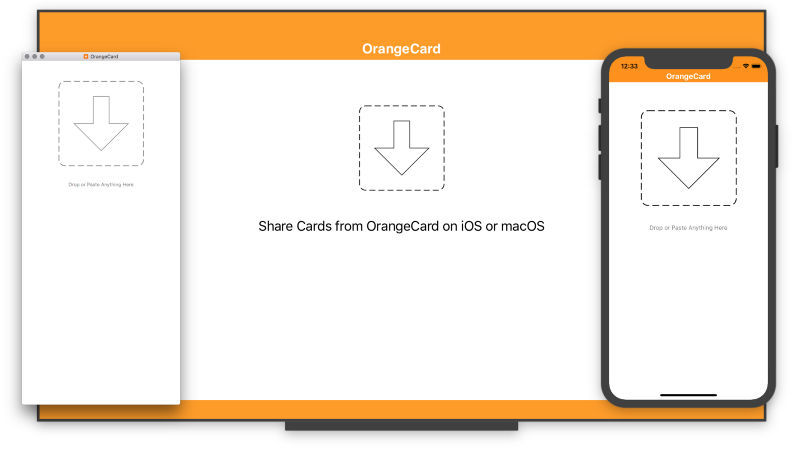 OrangeCard
OrangeCard
Drop or Paste Anything Here
Share Cards from OrangeCard on iOS or macOS
12:33
OrangeCard
Drop or Paste Anything Here